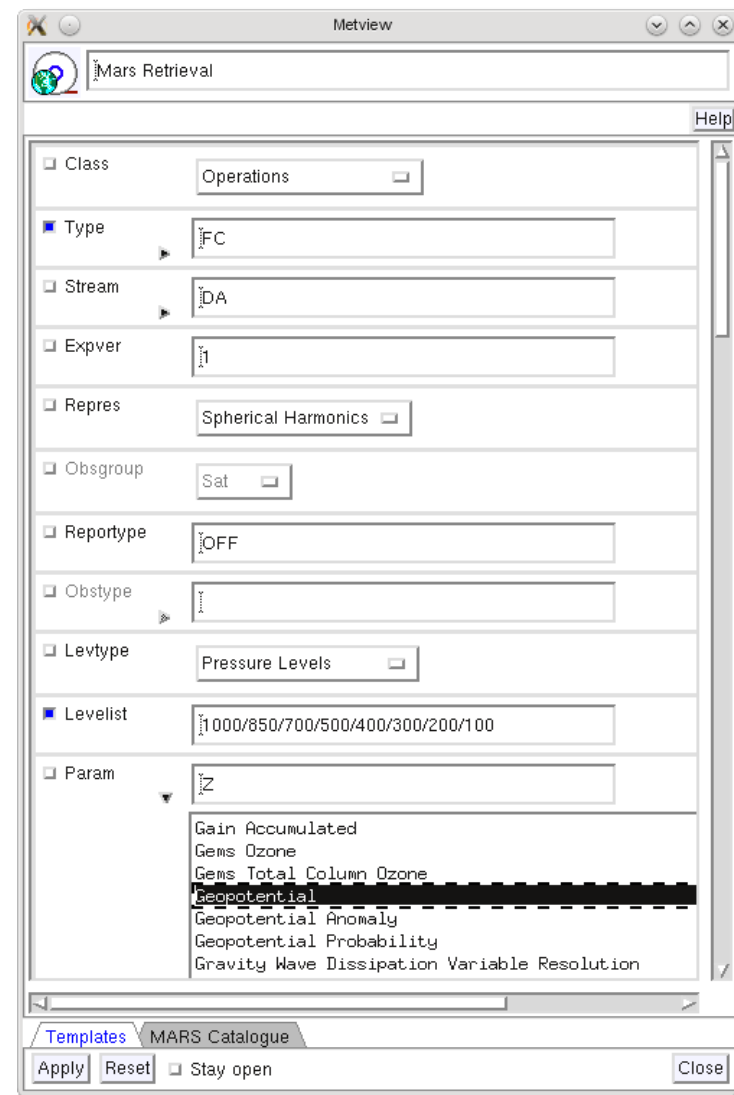 Metview
Mars Retrieval
Help
Class
Operations
Type
FC
Stream
DA
Expver
1
Repres
Spherical Harmonics
Obsgroup
Sat
Reportype
OFF
Obstype
Levtype
Pressure Levels
Levelist
1000/850/700/500/400/300/200/100
Param
Z
Gain Accumulated
Gems Ozone
Gems Total Column Ozone
Geopotential
Geopotential Anomaly
Geopotential Probability
Gravity Wave Dissipation Variable Resolution
Templates MARS Catalogue
Apply Reset Stay open Close